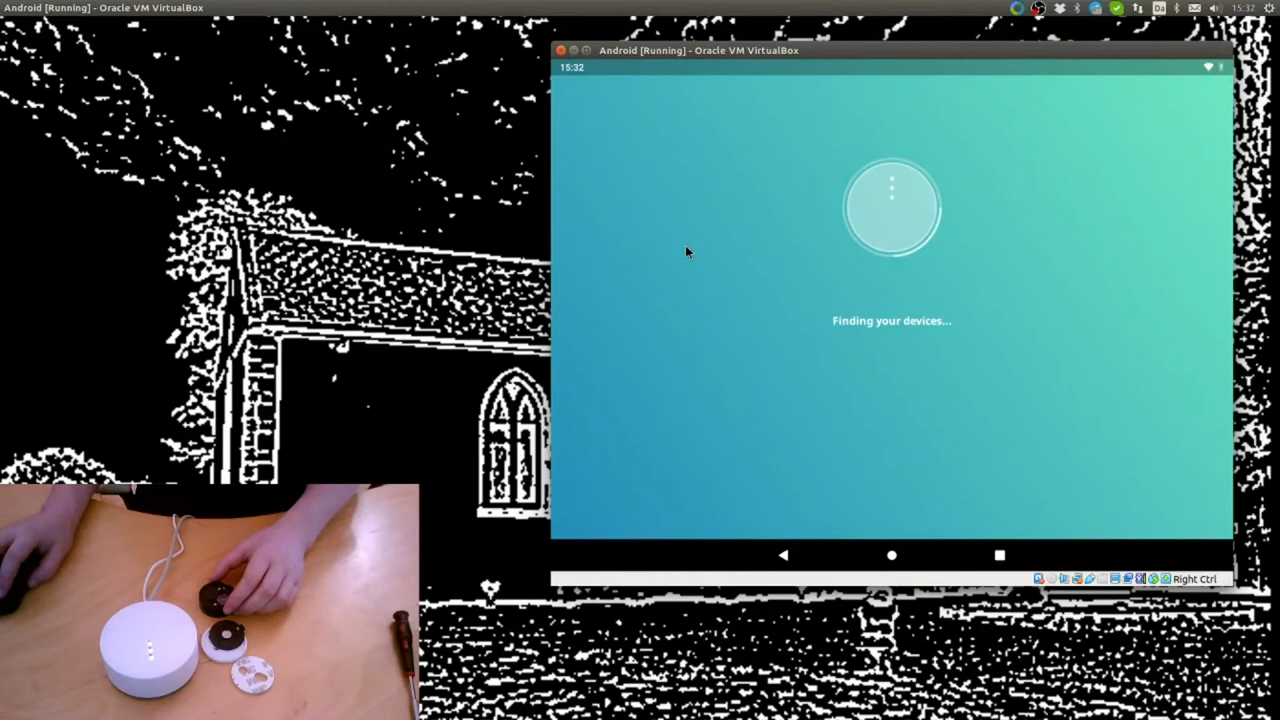 Android [Running] - Oracle VM VirtualBox
Da
15:32
Android [Running] - Oracle VM VirtualBox
15:32
Finding your devices...
Right Ctrl